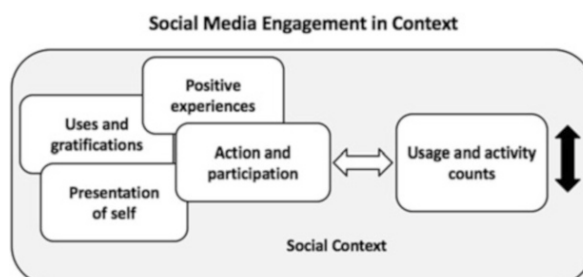 Social Media Engagement in Context
Positive
experiences
Uses and
gratifications
Action and
participation
Usage and activity
counts
Presentation
of self
Social Context